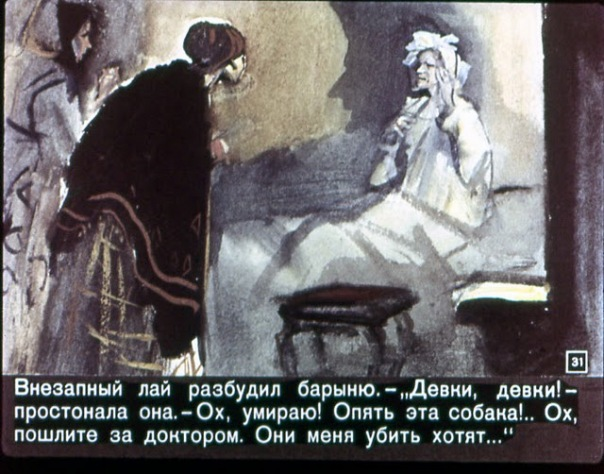 31
Внезапный лай разбудил барыню.–„Девки, девки!–
простонала она.–Ох, умираю! Опять эта собака!.. Ох,
пошлите за доктором. Они меня убить хотят...“